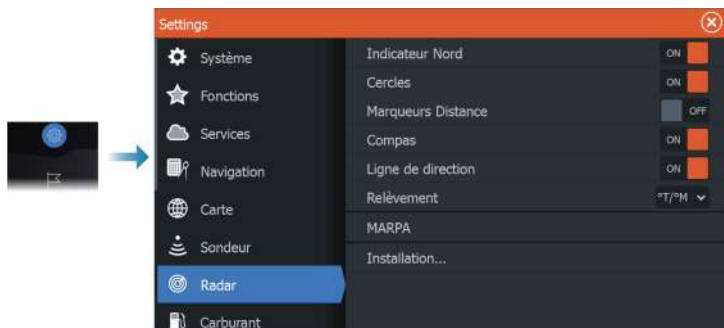 Settings
Système
Fonctions
Services
Navigation
Carte
Sondeur
Radar
Carburant
Indicateur Nord ON
Cercles ON
Marqueurs Distance OFF
Compas ON
Ligne de direction ON
Relèvement °T/°M
MARPA
Installation...